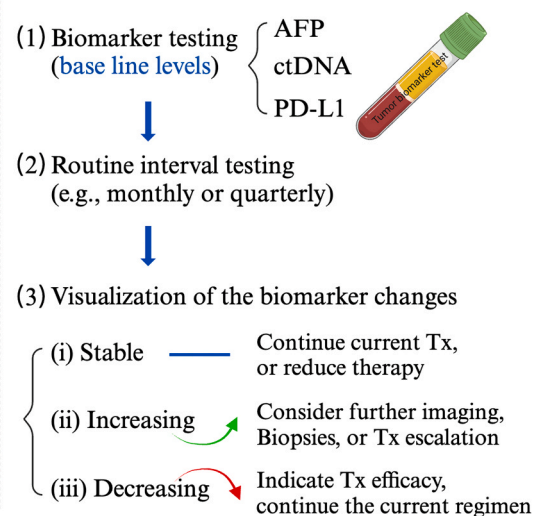 (1) Biomarker testing
(base line levels)
AFP
ctDNA
PD-L1
Tumor biomarker test
(2) Routine interval testing
(e.g., monthly or quarterly)
(3) Visualization of the biomarker changes
(i) Stable
Continue current Tx,
or reduce therapy
(ii) Increasing
Consider further imaging,
Biopsies, or Tx escalation
(iii) Decreasing
Indicate Tx efficacy,
continue the current regimen